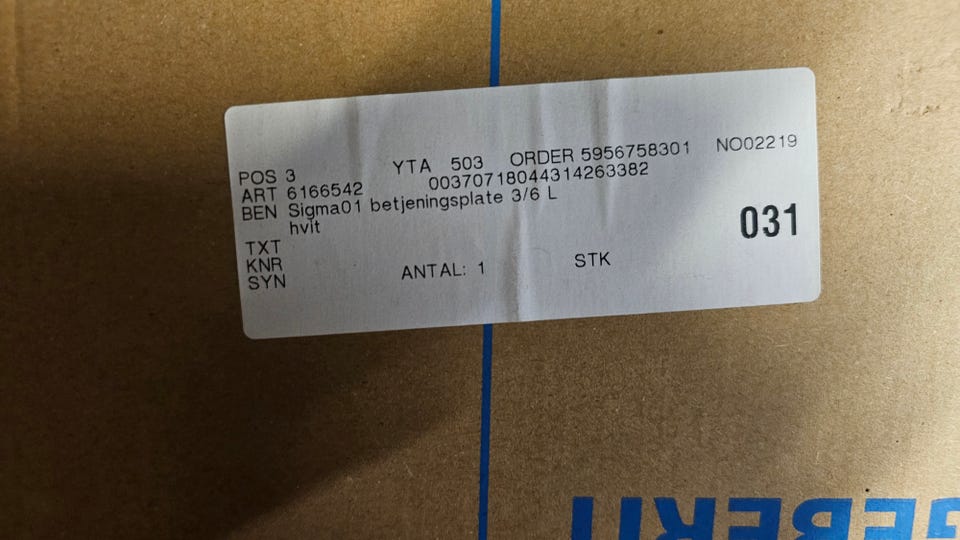 POS 3 YTA 503 ORDER 5956758301 NO02219
ART 6166542 00370718044314263382
BEN Sigma01 betjeningsplate 3/6 L
hvit
031
TXT
KNR ANTAL: 1 STK
SYN
GEBERIT